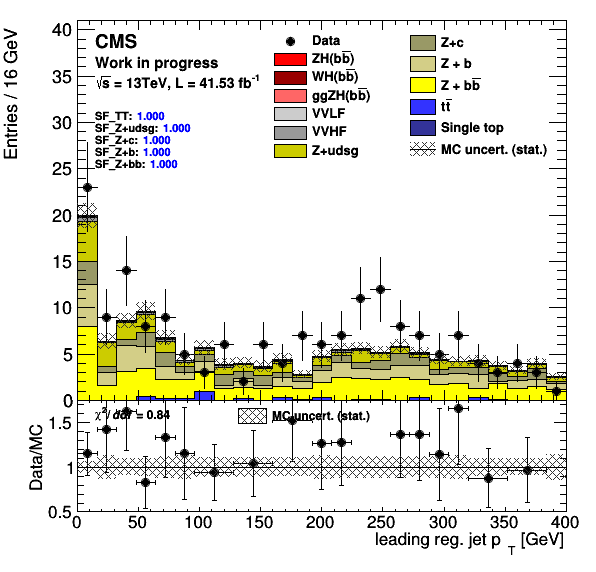 Entries / 16 GeV
40
35
30
25
20
15
10
5
0
CMS
Work in progress
√s = 13TeV, L = 41.53 fb⁻¹
SF_TT: 1.000
SF_Z+udsg: 1.000
SF_Z+c: 1.000
SF_Z+b: 1.000
SF_Z+bb: 1.000
Data
ZH(bb̅)
WH(bb̅)
ggZH(bb̅)
VVLF
VVHF
Z+udsg
Z+c
Z + b
Z + bb̅
tt̅
Single top
MC uncert. (stat.)
χ²/ dof = 0.84
MC uncert. (stat.)
Data/MC
1.5
1
0.5
0 50 100 150 200 250 300 350 400
leading reg. jet p_T [GeV]